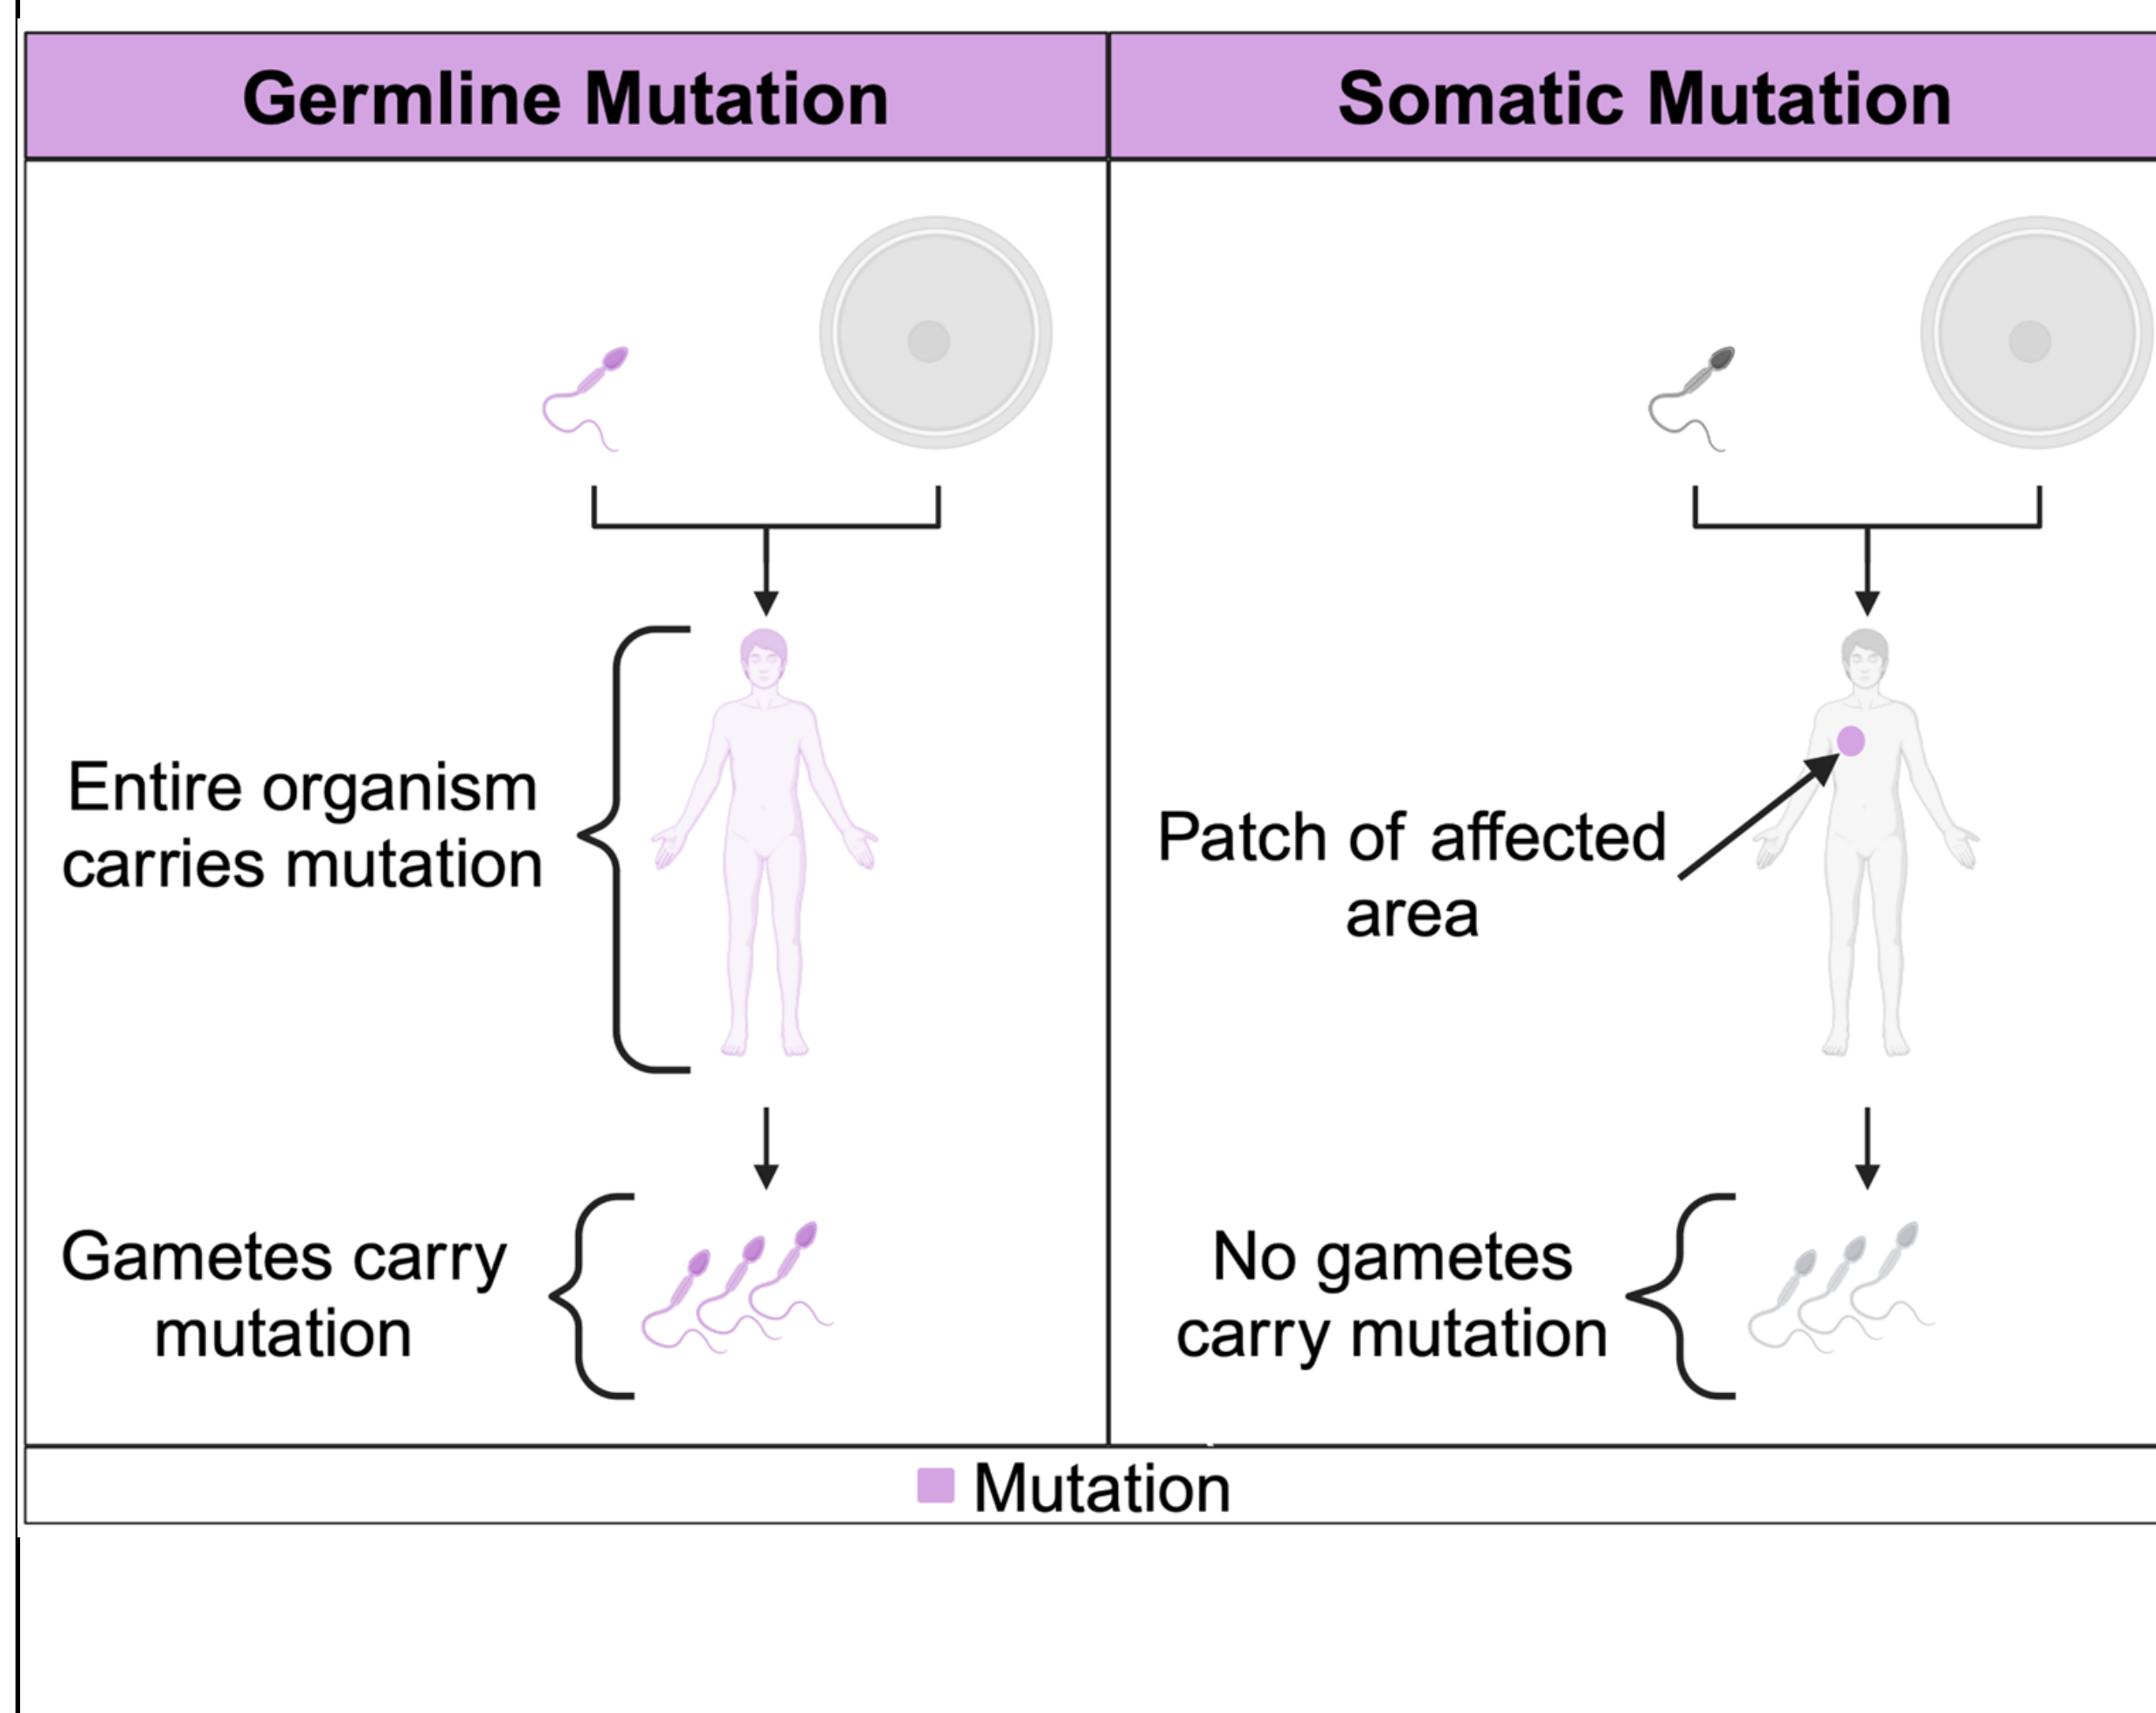 Germline Mutation
Somatic Mutation
Entire organism
carries mutation
Gametes carry
mutation
Patch of affected
area
No gametes
carry mutation
Mutation